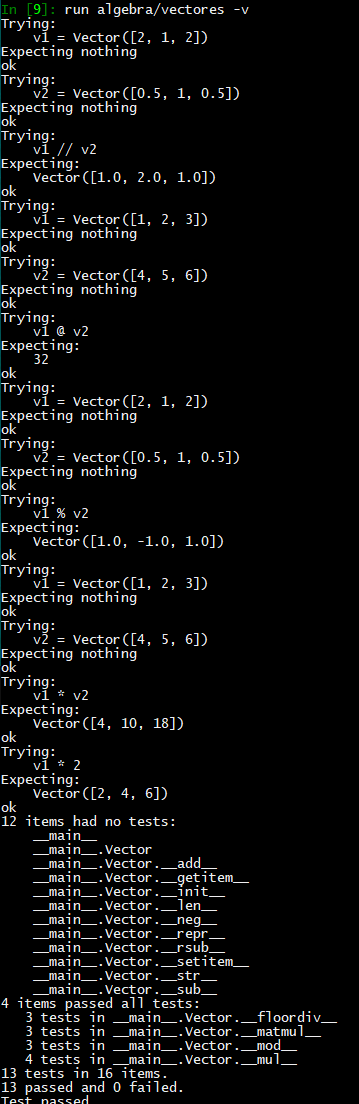 In [9]: run algebra/vectores -v
Trying:
    v1 = Vector([2, 1, 2])
Expecting nothing
ok
Trying:
    v2 = Vector([0.5, 1, 0.5])
Expecting nothing
ok
Trying:
    v1 // v2
Expecting:
    Vector([1.0, 2.0, 1.0])
ok
Trying:
    v1 = Vector([1, 2, 3])
Expecting nothing
ok
Trying:
    v2 = Vector([4, 5, 6])
Expecting nothing
ok
Trying:
    v1 @ v2
Expecting:
    32
ok
Trying:
    v1 = Vector([2, 1, 2])
Expecting nothing
ok
Trying:
    v2 = Vector([0.5, 1, 0.5])
Expecting nothing
ok
Trying:
    v1 % v2
Expecting:
    Vector([1.0, -1.0, 1.0])
ok
Trying:
    v1 = Vector([1, 2, 3])
Expecting nothing
ok
Trying:
    v2 = Vector([4, 5, 6])
Expecting nothing
ok
Trying:
    v1 * v2
Expecting:
    Vector([4, 10, 18])
ok
Trying:
    v1 * 2
Expecting:
    Vector([2, 4, 6])
ok
12 items had no tests:
    __main__
    __main__.Vector
    __main__.Vector.__add__
    __main__.Vector.__getitem__
    __main__.Vector.__init__
    __main__.Vector.__len__
    __main__.Vector.__neg__
    __main__.Vector.__repr__
    __main__.Vector.__rsub__
    __main__.Vector.__setitem__
    __main__.Vector.__str__
    __main__.Vector.__sub__
4 items passed all tests:
   3 tests in __main__.Vector.__floordiv__
   3 tests in __main__.Vector.__matmul__
   3 tests in __main__.Vector.__mod__
   4 tests in __main__.Vector.__mul__
13 tests in 16 items.
13 passed and 0 failed.
Test passed